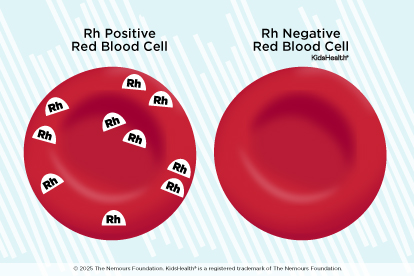 Rh Positive
Red Blood Cell
Rh Negative
Red Blood Cell
KidsHealth®
Rh
Rh
Rh
Rh
Rh
Rh
Rh
Rh
Rh
Rh
© 2025 The Nemours Foundation. KidsHealth® is a registered trademark of The Nemours Foundation.